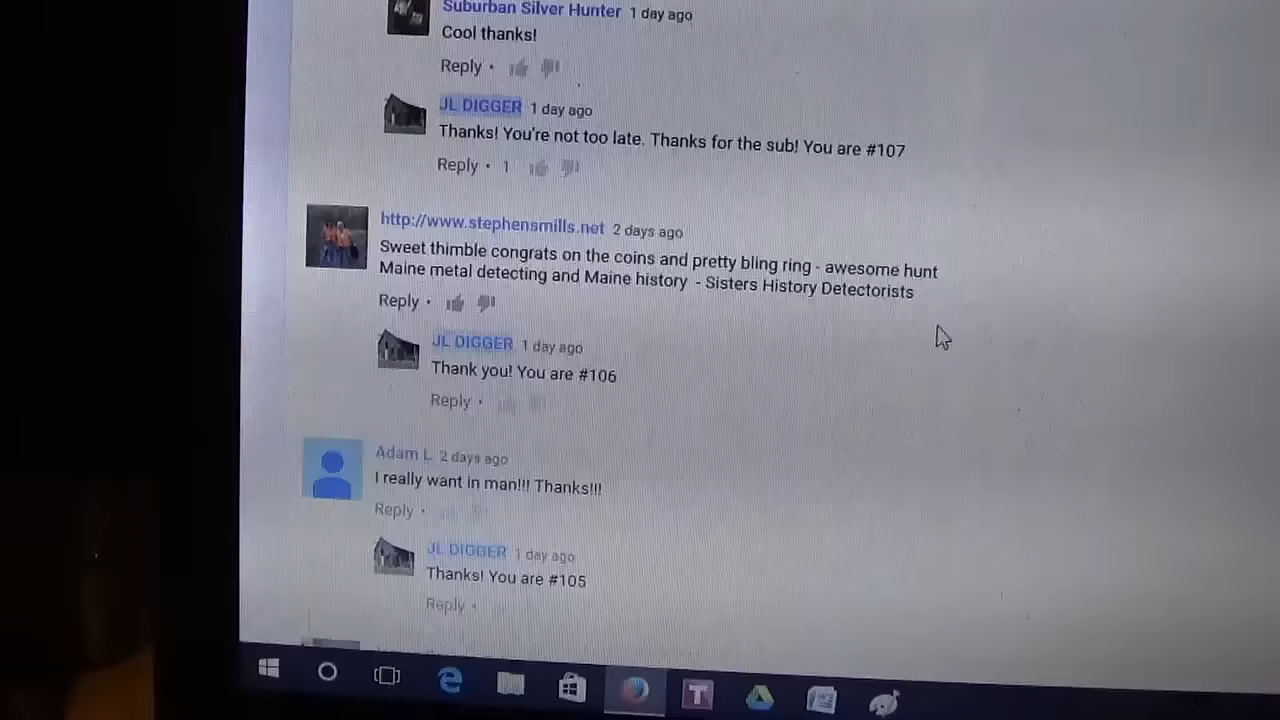 Suburban Silver Hunter 1 day ago
Cool thanks!
Reply •
JL DIGGER 1 day ago
Thanks! You're not too late. Thanks for the sub! You are #107
Reply • 1
http://www.stephensmills.net 2 days ago
Sweet thimble congrats on the coins and pretty bling ring - awesome hunt
Maine metal detecting and Maine history - Sisters History Detectorists
Reply •
JL DIGGER 1 day ago
Thank you! You are #106
Reply •
Adam L 2 days ago
I really want in man!!! Thanks!!!
Reply •
JL DIGGER 1 day ago
Thanks! You are #105
Reply •
T